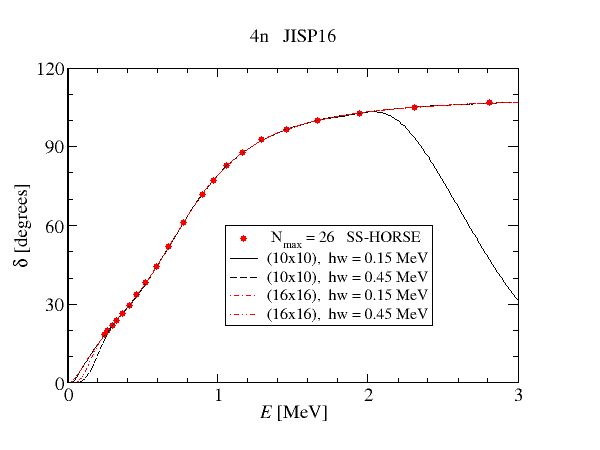 4n JISP16
120
90
60
30
0
δ [degrees]
N_max = 26 SS-HORSE
(10x10), hw = 0.15 MeV
(10x10), hw = 0.45 MeV
(16x16), hw = 0.15 MeV
(16x16), hw = 0.45 MeV
0 1 2 3
E [MeV]